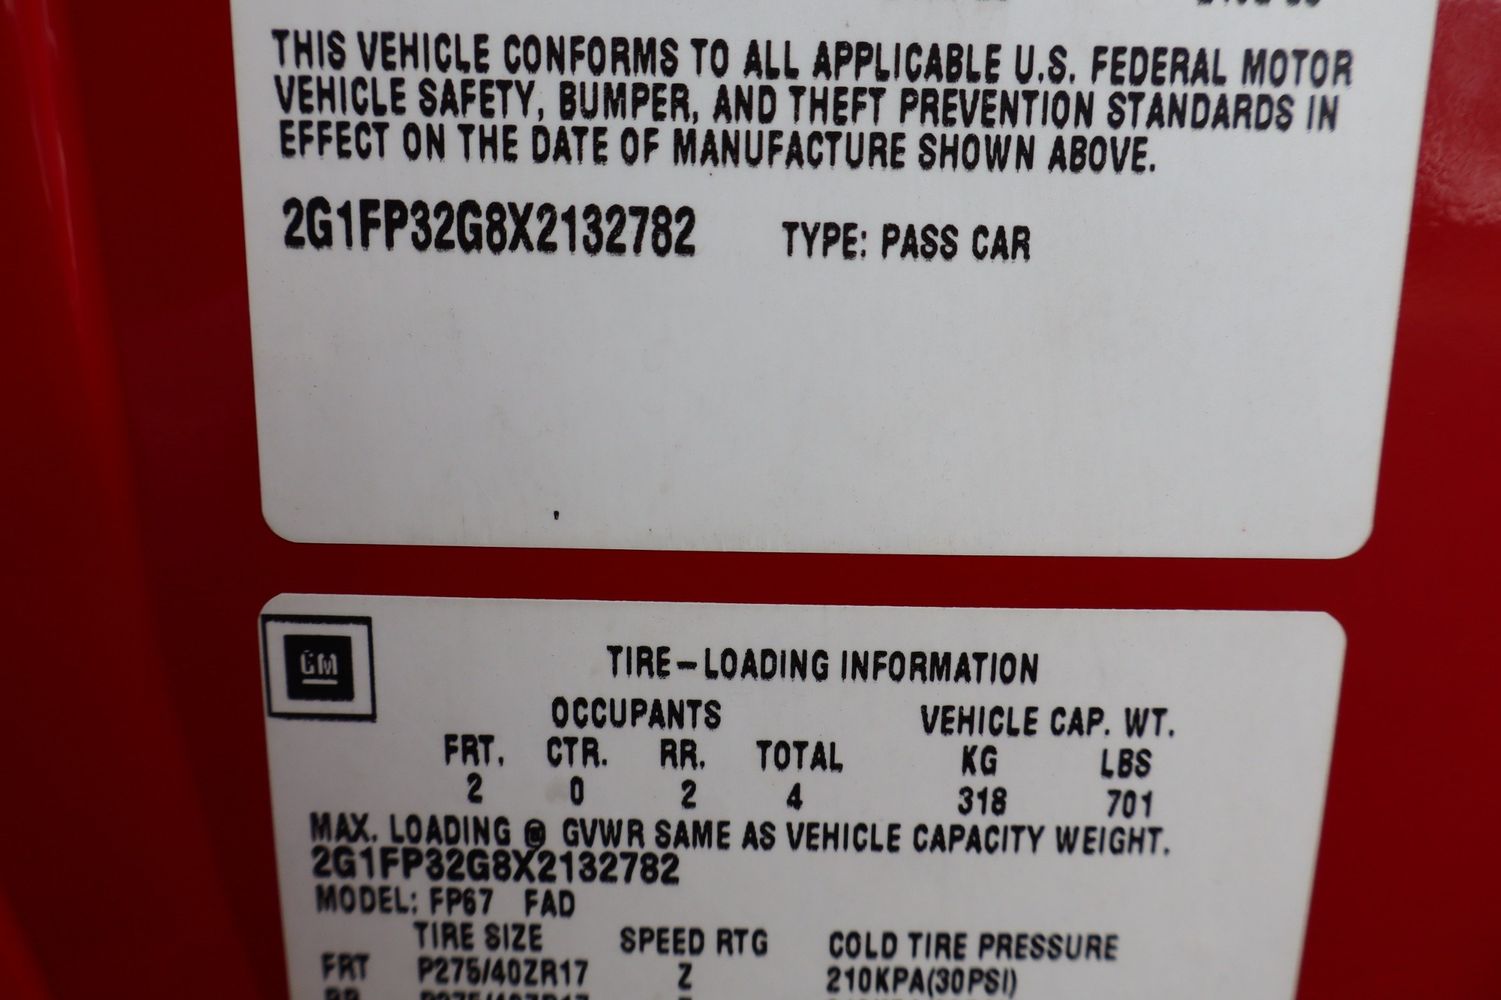 THIS VEHICLE CONFORMS TO ALL APPLICABLE U.S. FEDERAL MOTOR
VEHICLE SAFETY, BUMPER, AND THEFT PREVENTION STANDARDS IN
EFFECT ON THE DATE OF MANUFACTURE SHOWN ABOVE.
2G1FP32G8X2132782 TYPE: PASS CAR
GM
TIRE-LOADING INFORMATION
OCCUPANTS VEHICLE CAP. WT.
FRT. CTR. RR. TOTAL KG LBS
2 0 2 4 318 701
MAX. LOADING @ GVWR SAME AS VEHICLE CAPACITY WEIGHT.
2G1FP32G8X2132782
MODEL: FP67 FAD
TIRE SIZE SPEED RTG COLD TIRE PRESSURE
FRT P275/40ZR17 Z 210KPA(30PSI)